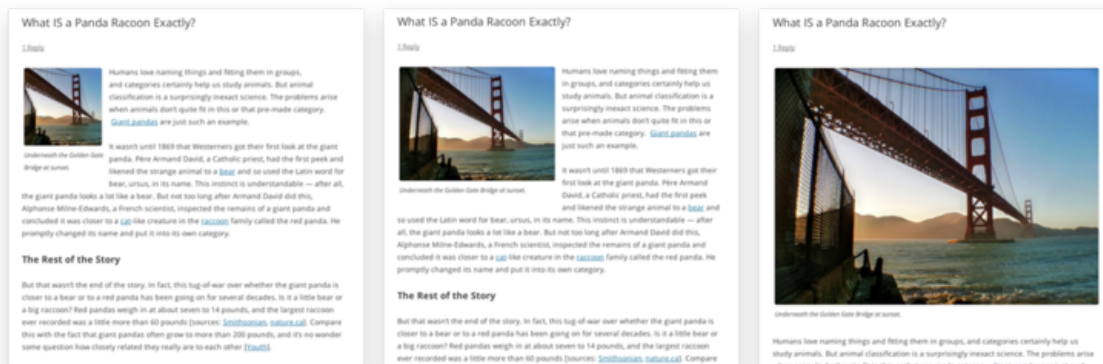 What IS a Panda Racoon Exactly?
1 Reply
Humans love naming things and fitting them in groups,
and categories certainly help us study animals. But animal
classification is a surprisingly inexact science. The problems arise
when animals don't quite fit in this or that pre-made category.
Giant pandas are just such an example.
Underneath the Golden Gate
Bridge at sunset.
It wasn't until 1869 that Westerners got their first look at the giant
panda. Père Armand David, a Catholic priest, had the first peek and
likened the strange animal to a bear and so used the Latin word for
bear, ursus, in its name. This instinct is understandable — after all,
the giant panda looks a lot like a bear. But not too long after Armand David did this,
Alphonse Milne-Edwards, a French scientist, inspected the remains of a giant panda and
concluded it was closer to a cat-like creature in the raccoon family called the red panda. He
promptly changed its name and put it into its own category.
The Rest of the Story
But that wasn't the end of the story. In fact, this tug-of-war over whether the giant panda is
closer to a bear or to a red panda has been going on for several decades. Is it a little bear or
a big raccoon? Red pandas weigh in at about seven to 14 pounds, and the largest raccoon
ever recorded was a little more than 60 pounds [sources: Smithsonian, nature.ca]. Compare
this with the fact that giant pandas often grow to more than 200 pounds, and it's no wonder
some question how closely related they really are to each other [Youth].
What IS a Panda Racoon Exactly?
1 Reply
Humans love naming things and fitting them
in groups, and categories certainly help us
study animals. But animal classification is a
surprisingly inexact science. The problems
arise when animals don't quite fit in this or
that pre-made category. Giant pandas are
just such an example.
Underneath the Golden Gate Bridge at sunset.
It wasn't until 1869 that Westerners got their
first look at the giant panda. Père Armand
David, a Catholic priest, had the first peek
and likened the strange animal to a bear and
so used the Latin word for bear, ursus, in its name. This instinct is understandable — after
all, the giant panda looks a lot like a bear. But not too long after Armand David did this,
Alphonse Milne-Edwards, a French scientist, inspected the remains of a giant panda and
concluded it was closer to a cat-like creature in the raccoon family called the red panda. He
promptly changed its name and put it into its own category.
The Rest of the Story
But that wasn't the end of the story. In fact, this tug-of-war over whether the giant panda is
closer to a bear or to a red panda has been going on for several decades. Is it a little bear or
a big raccoon? Red pandas weigh in at about seven to 14 pounds, and the largest raccoon
ever recorded was a little more than 60 pounds [sources: Smithsonian, nature.ca]. Compare
What IS a Panda Racoon Exactly?
1 Reply
Underneath the Golden Gate Bridge at sunset.
Humans love naming things and fitting them in groups, and categories certainly help us
study animals. But animal classification is a surprisingly inexact science. The problems arise